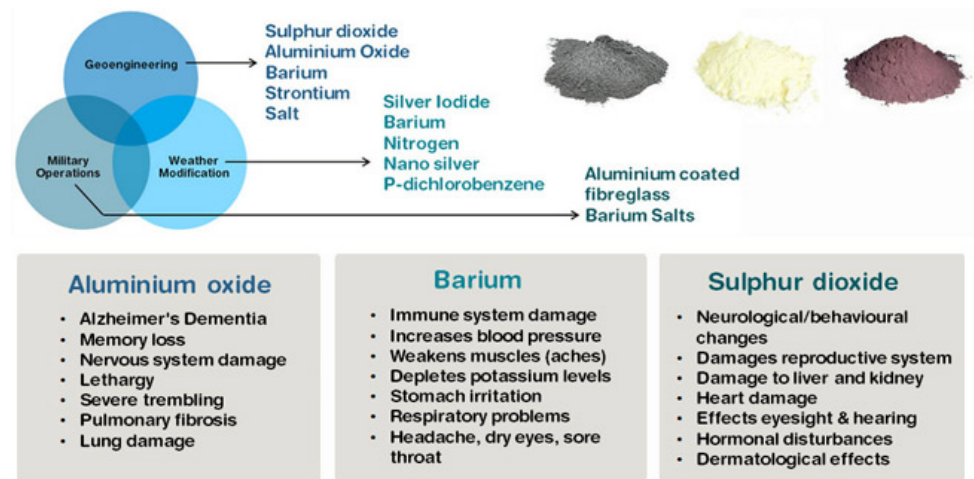 Geoengineering
Military
Operations
Weather
Modification
Sulphur dioxide
Aluminium Oxide
Barium
Strontium
Salt
Silver Iodide
Barium
Nitrogen
Nano silver
P-dichlorobenzene
Aluminium coated
fibreglass
Barium Salts
Aluminium oxide
• Alzheimer's Dementia
• Memory loss
• Nervous system damage
• Lethargy
• Severe trembling
• Pulmonary fibrosis
• Lung damage
Barium
• Immune system damage
• Increases blood pressure
• Weakens muscles (aches)
• Depletes potassium levels
• Stomach irritation
• Respiratory problems
• Headache, dry eyes, sore
throat
Sulphur dioxide
• Neurological/behavioural
changes
• Damages reproductive system
• Damage to liver and kidney
• Heart damage
• Effects eyesight & hearing
• Hormonal disturbances
• Dermatological effects